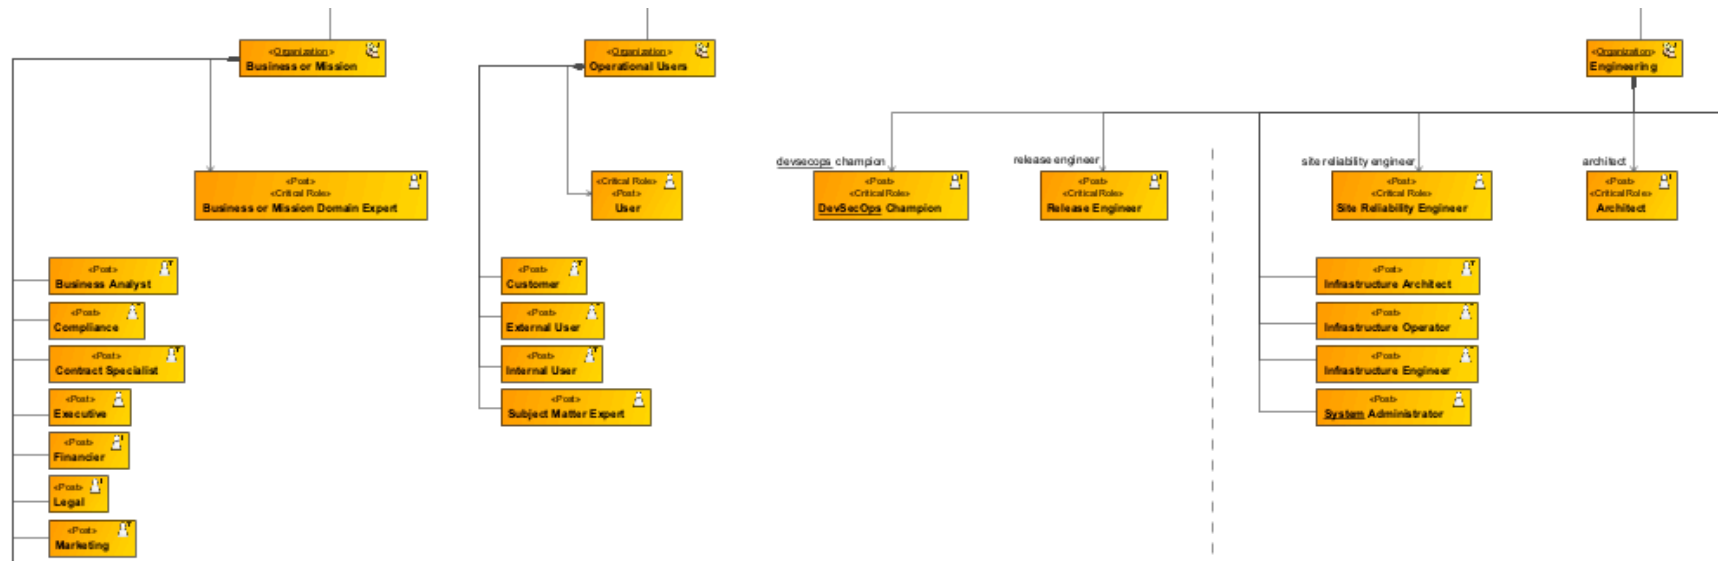 «Organization»
Business or Mission
«Post»
«Critical Role»
Business or Mission Domain Expert
«Post»
Business Analyst
«Post»
Compliance
«Post»
Contract Specialist
«Post»
Executive
«Post»
Financier
«Post»
Legal
«Post»
Marketing
«Organization»
Operational Users
«Critical Role»
«Post»
User
«Post»
Customer
«Post»
External User
«Post»
Internal User
«Post»
Subject Matter Expert
«Organization»
Engineering
devsecops champion
«Post»
«Critical Role»
DevSecOps Champion
release engineer
«Post»
«Critical Role»
Release Engineer
site reliability engineer
«Post»
«Critical Role»
Site Reliability Engineer
architect
«Post»
«Critical Role»
Architect
«Post»
Infrastructure Architect
«Post»
Infrastructure Operator
«Post»
Infrastructure Engineer
«Post»
System Administrator